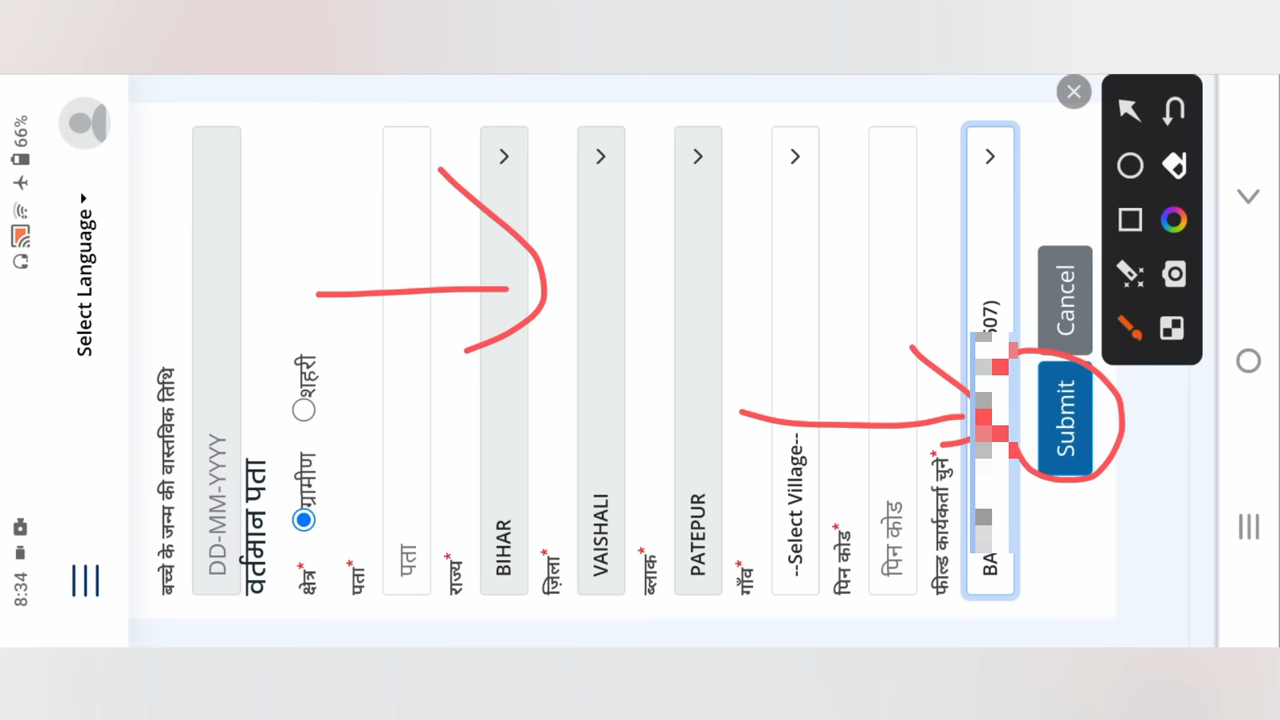 8:34
66%
Select Language
बच्चे के जन्म की वास्तविक तिथि
DD-MM-YYYY
वर्तमान पता
क्षेत्र* ग्रामीण शहरी
पता*
पता
राज्य*
BIHAR
ज़िला*
VAISHALI
ब्लाक*
PATEPUR
गाँव*
--Select Village--
पिन कोड*
पिन कोड
फील्ड कार्यकर्ता चुने*
BA 607)
Submit Cancel